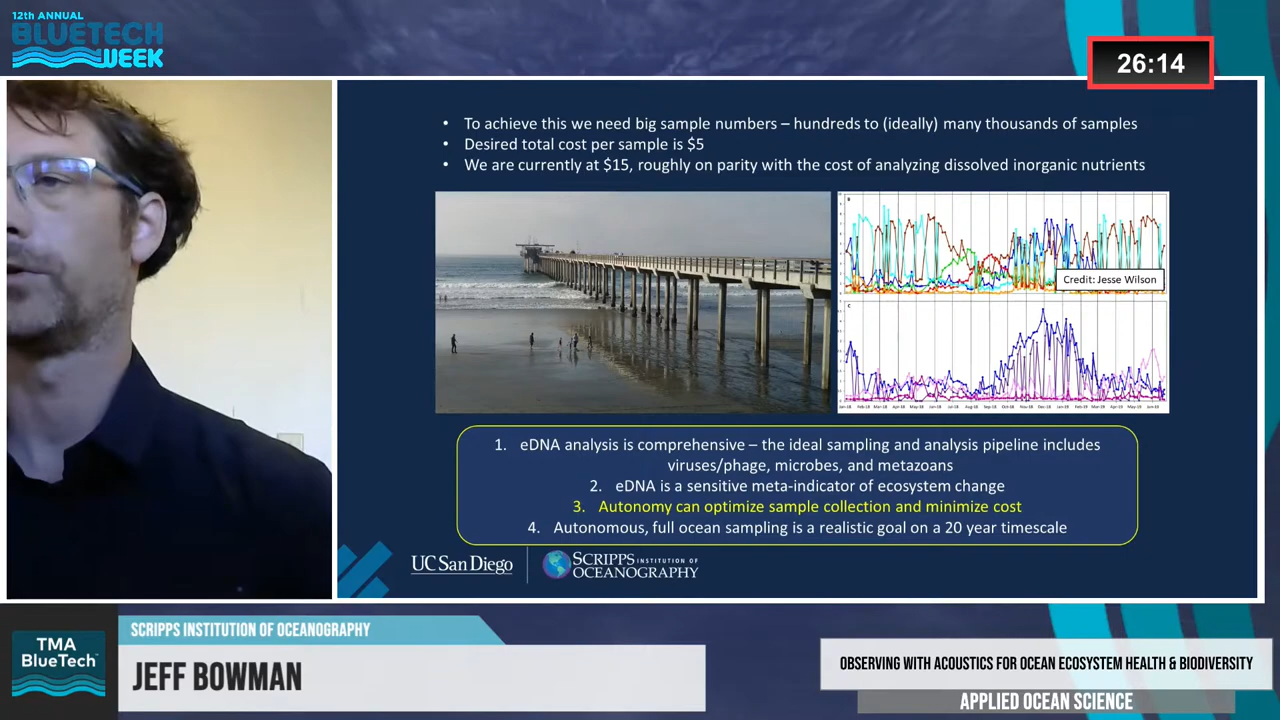 12th ANNUAL
BLUETECH
WEEK
26:14
• To achieve this we need big sample numbers – hundreds to (ideally) many thousands of samples
• Desired total cost per sample is $5
• We are currently at $15, roughly on parity with the cost of analyzing dissolved inorganic nutrients
B
Credit: Jesse Wilson
C
1. eDNA analysis is comprehensive – the ideal sampling and analysis pipeline includes
viruses/phage, microbes, and metazoans
2. eDNA is a sensitive meta-indicator of ecosystem change
3. Autonomy can optimize sample collection and minimize cost
4. Autonomous, full ocean sampling is a realistic goal on a 20 year timescale
UC San Diego
SCRIPPS INSTITUTION OF
OCEANOGRAPHY
TMA
BlueTech™
SCRIPPS INSTITUTION OF OCEANOGRAPHY
JEFF BOWMAN
OBSERVING WITH ACOUSTICS FOR OCEAN ECOSYSTEM HEALTH & BIODIVERSITY
APPLIED OCEAN SCIENCE